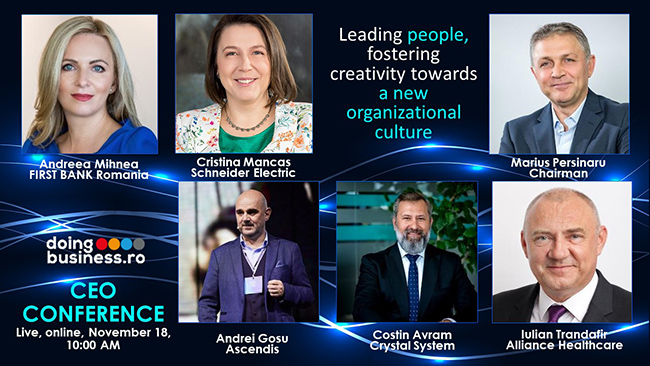 Leading people,
fostering
creativity towards
a new
organizational
culture
Andreea Mihnea
FIRST BANK Romania
Cristina Mancas
Schneider Electric
Marius Persinaru
Chairman
doing
business.ro
CEO
CONFERENCE
Live, online, November 18,
10:00 AM
Andrei Gosu
Ascendis
Costin Avram
Crystal System
Iulian Trandafir
Alliance Healthcare